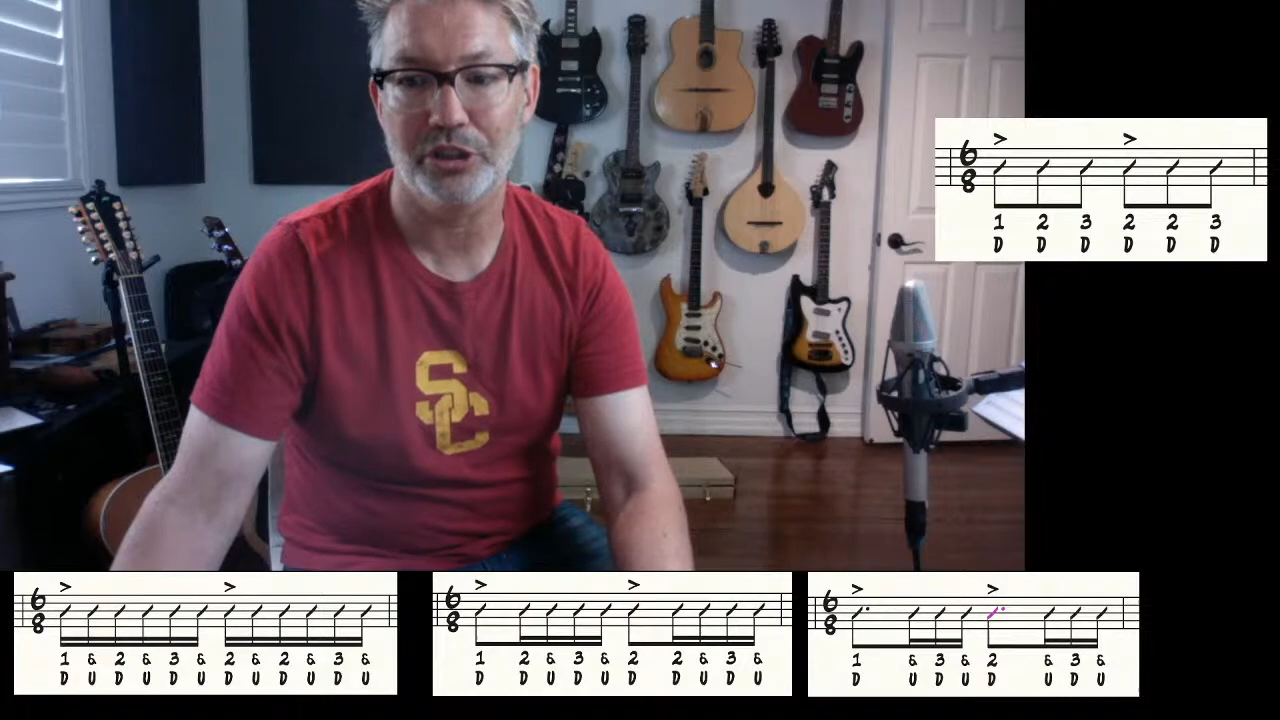 SC
6
8
1 2 3 2 2 3
D D D D D D
6
8
1 & 2 & 3 & 2 & 2 & 3 &
D U D U D U D U D U D U
6
8
1 2 & 3 & 2 2 & 3 &
D D U D U D D U D U
6
8
1 & 3 & 2 & 3 &
D U D U D U D U